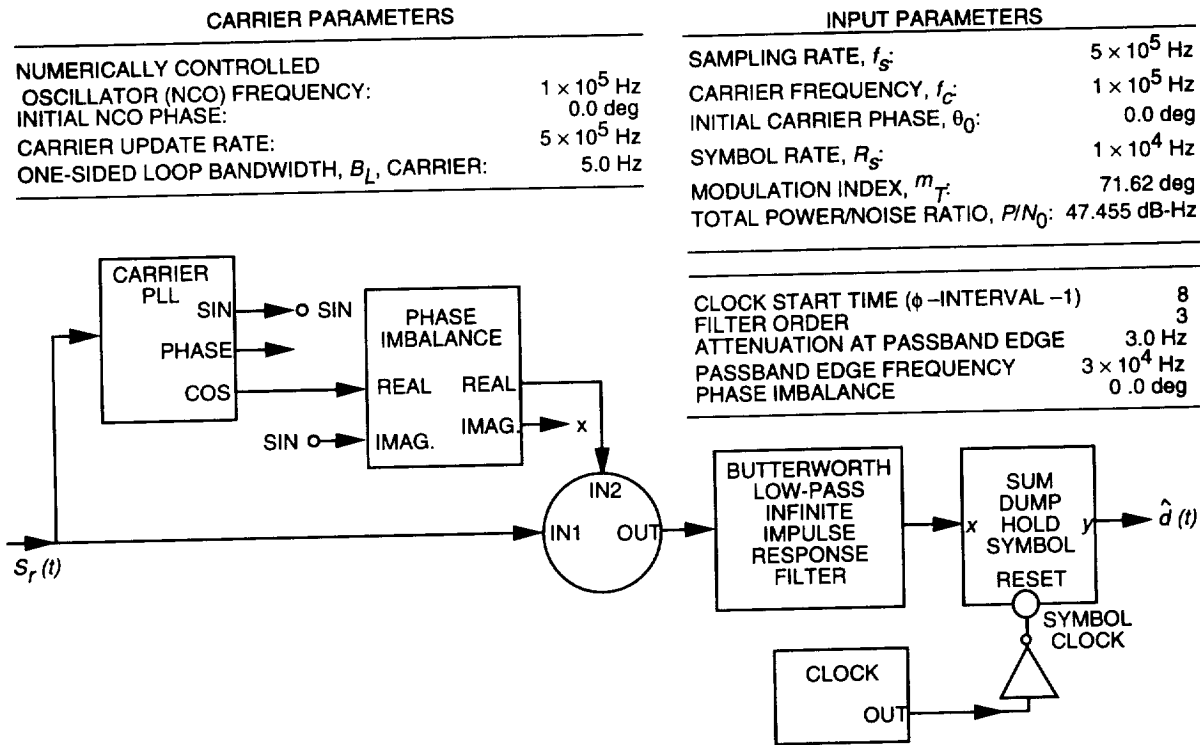 CARRIER PARAMETERS
NUMERICALLY CONTROLLED
OSCILLATOR (NCO) FREQUENCY: 1 × 10^5 Hz
INITIAL NCO PHASE: 0.0 deg
CARRIER UPDATE RATE: 5 × 10^5 Hz
ONE-SIDED LOOP BANDWIDTH, B_L, CARRIER: 5.0 Hz
INPUT PARAMETERS
SAMPLING RATE, f_s: 5 × 10^5 Hz
CARRIER FREQUENCY, f_c: 1 × 10^5 Hz
INITIAL CARRIER PHASE, θ_0: 0.0 deg
SYMBOL RATE, R_s: 1 × 10^4 Hz
MODULATION INDEX, m_T: 71.62 deg
TOTAL POWER/NOISE RATIO, P/N_0: 47.455 dB-Hz
CLOCK START TIME (ϕ –INTERVAL –1) 8
FILTER ORDER 3
ATTENUATION AT PASSBAND EDGE 3.0 Hz
PASSBAND EDGE FREQUENCY 3 × 10^4 Hz
PHASE IMBALANCE 0.0 deg
CARRIER
PLL
SIN
PHASE
COS
SIN
PHASE
IMBALANCE
REAL REAL
IMAG. IMAG.
SIN
x
IN2
IN1 OUT
S_r (t)
BUTTERWORTH
LOW-PASS
INFINITE
IMPULSE
RESPONSE
FILTER
SUM
DUMP
HOLD
SYMBOL
x
y
RESET
d̂ (t)
SYMBOL
CLOCK
CLOCK
OUT